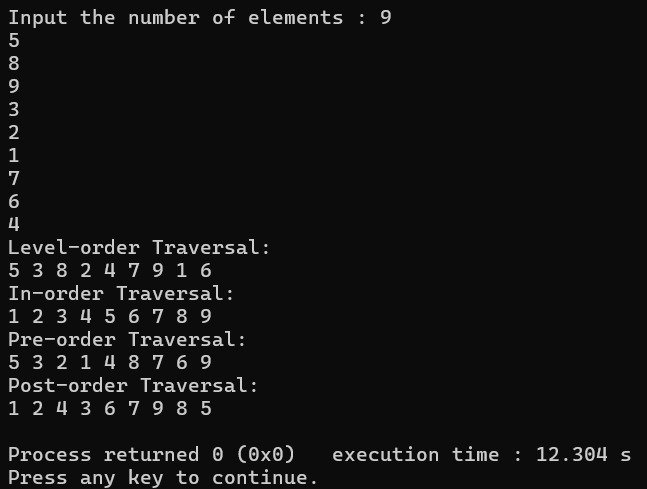 Input the number of elements : 9
5
8
9
3
2
1
7
6
4
Level-order Traversal:
5 3 8 2 4 7 9 1 6
In-order Traversal:
1 2 3 4 5 6 7 8 9
Pre-order Traversal:
5 3 2 1 4 8 7 6 9
Post-order Traversal:
1 2 4 3 6 7 9 8 5

Process returned 0 (0x0)   execution time : 12.304 s
Press any key to continue.